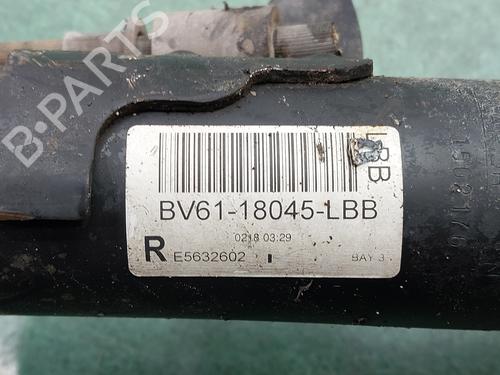 B-PARTS
LBB
BV61-18045-LBB
0218 03:29
R E5632602
BAY 3